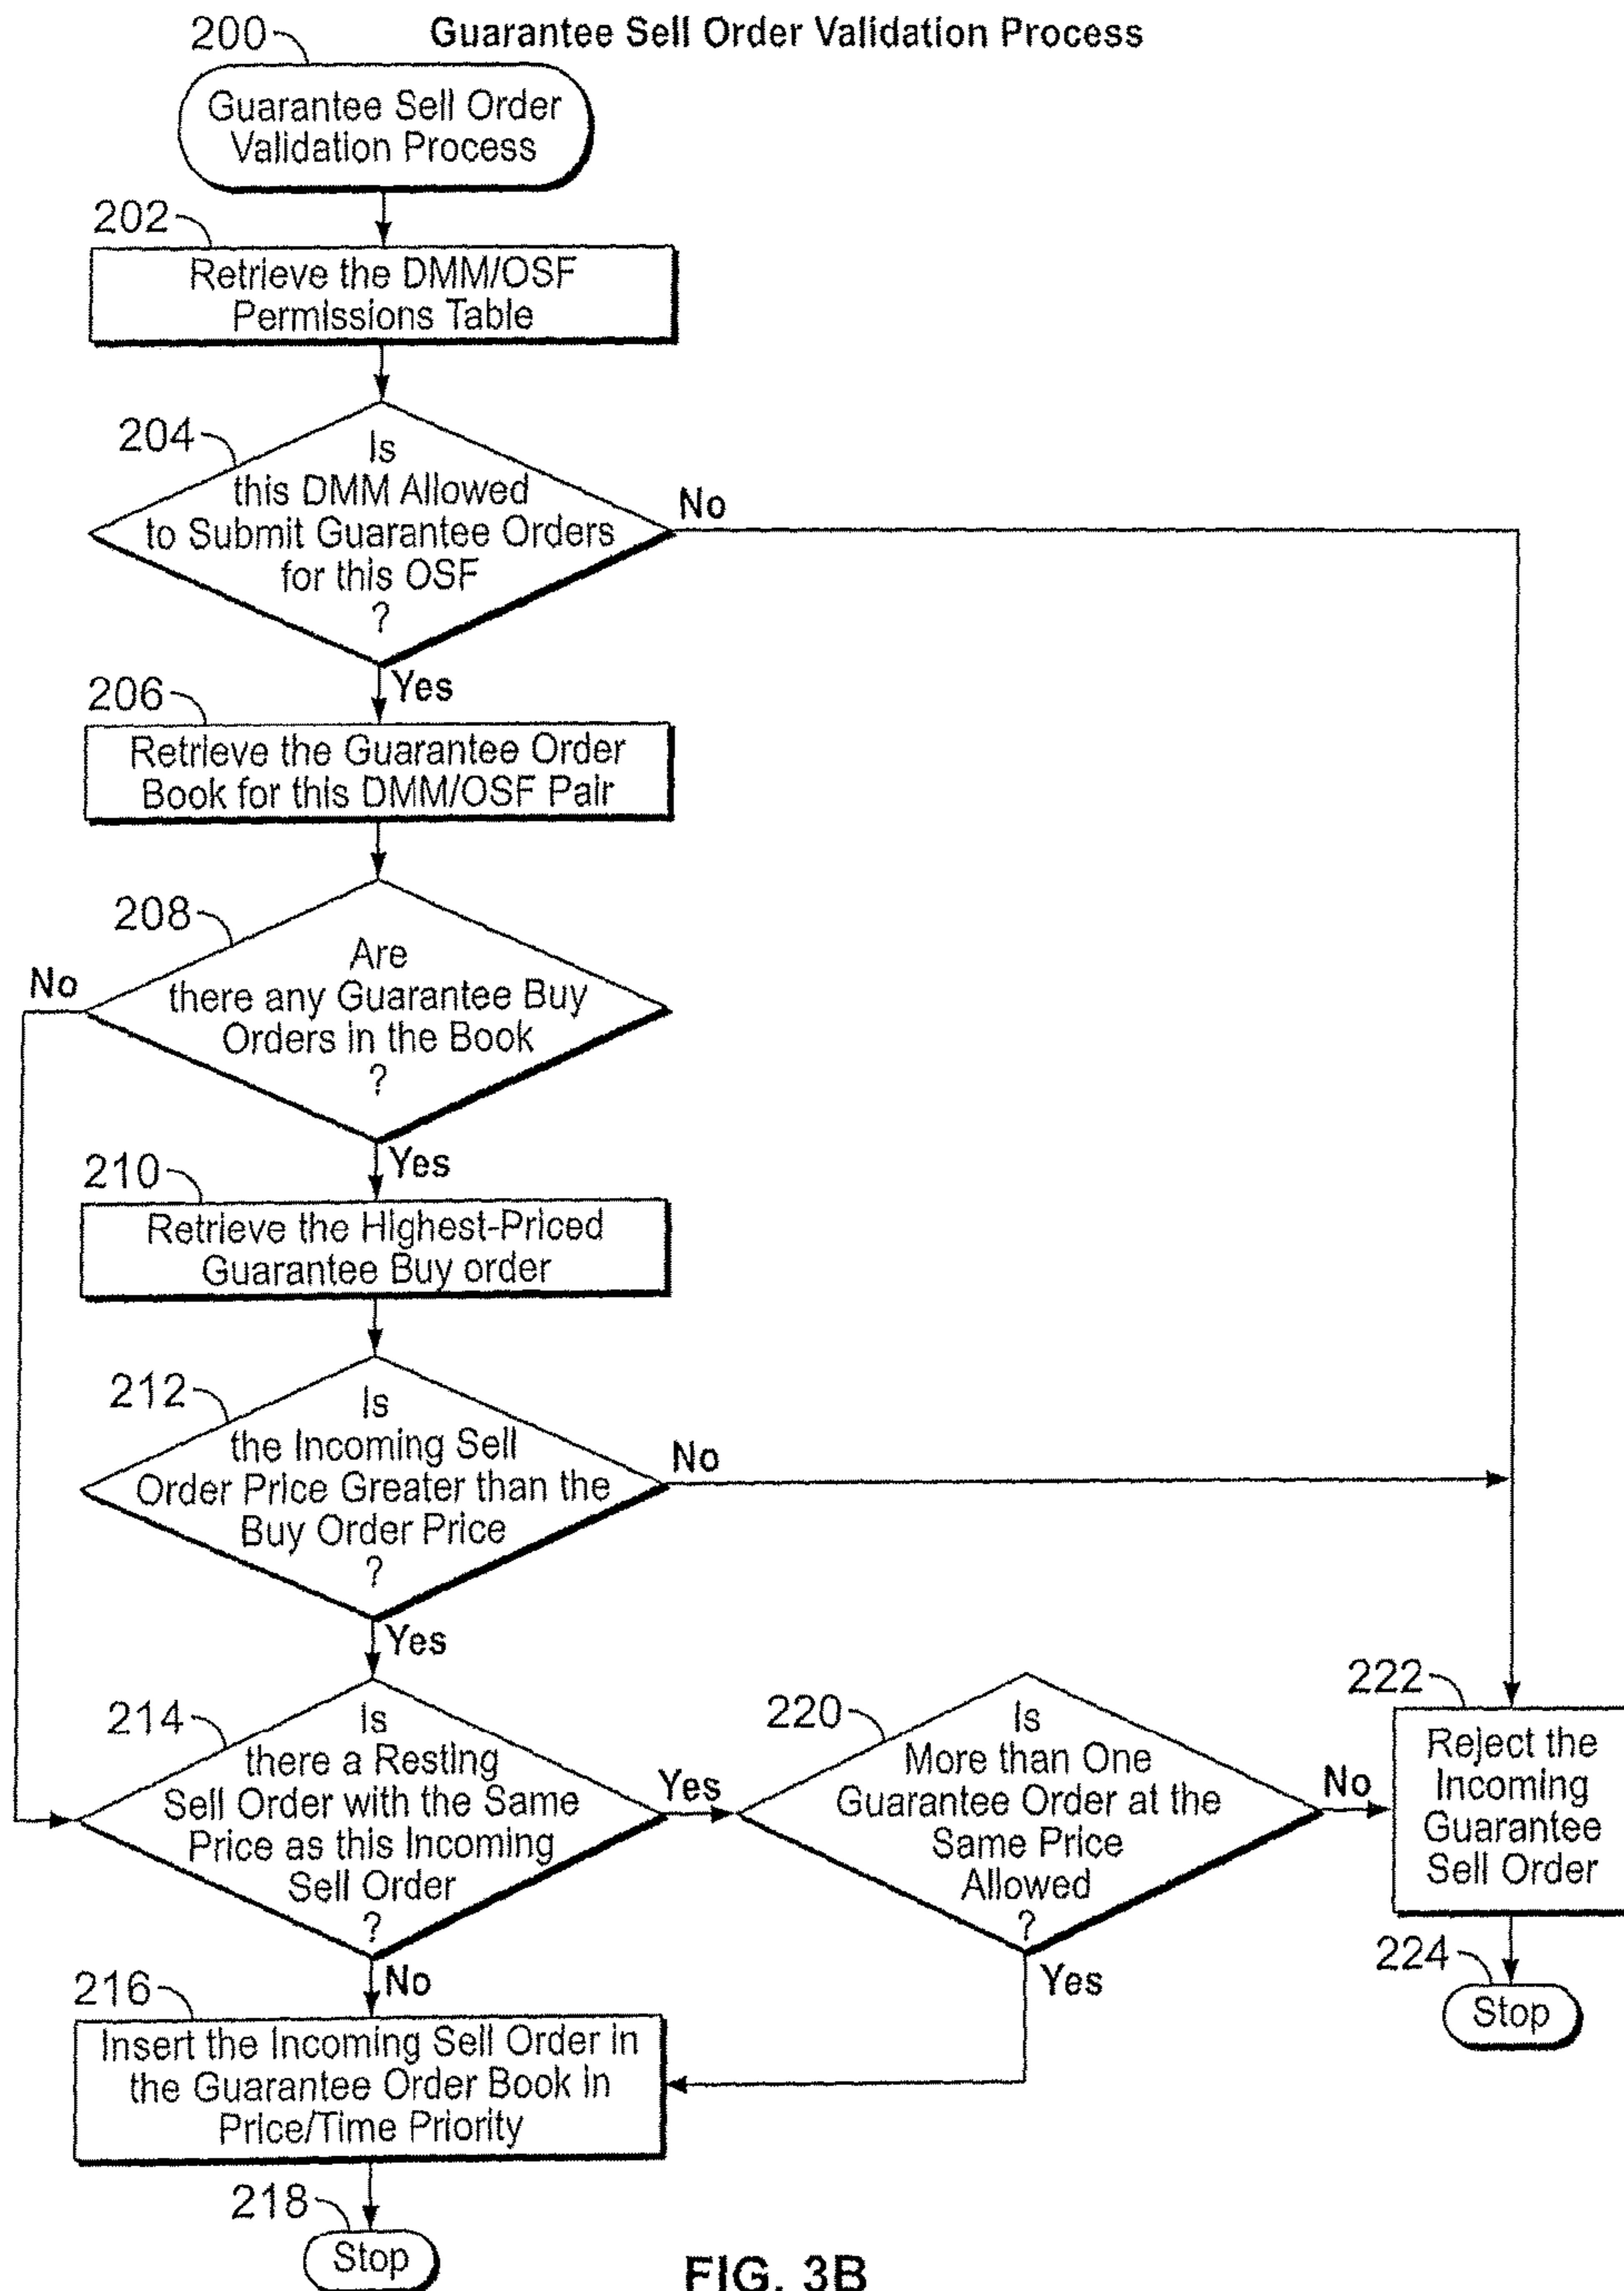 200
Guarantee Sell Order Validation Process
Guarantee Sell Order
Validation Process
202
Retrieve the DMM/OSF
Permissions Table
204
Is
this DMM Allowed
to Submit Guarantee Orders
for this OSF
?
No
Yes
206
Retrieve the Guarantee Order
Book for this DMM/OSF Pair
208
Are
there any Guarantee Buy
Orders in the Book
?
No
Yes
210
Retrieve the Highest-Priced
Guarantee Buy order
212
Is
the Incoming Sell
Order Price Greater than the
Buy Order Price
?
No
Yes
214
Is
there a Resting
Sell Order with the Same
Price as this Incoming
Sell Order
?
Yes
No
220
Is
More than One
Guarantee Order at the
Same Price
Allowed
?
No
Yes
222
Reject the
Incoming
Guarantee
Sell Order
224
Stop
216
Insert the Incoming Sell Order in
the Guarantee Order Book in
Price/Time Priority
218
Stop
FIG. 3B